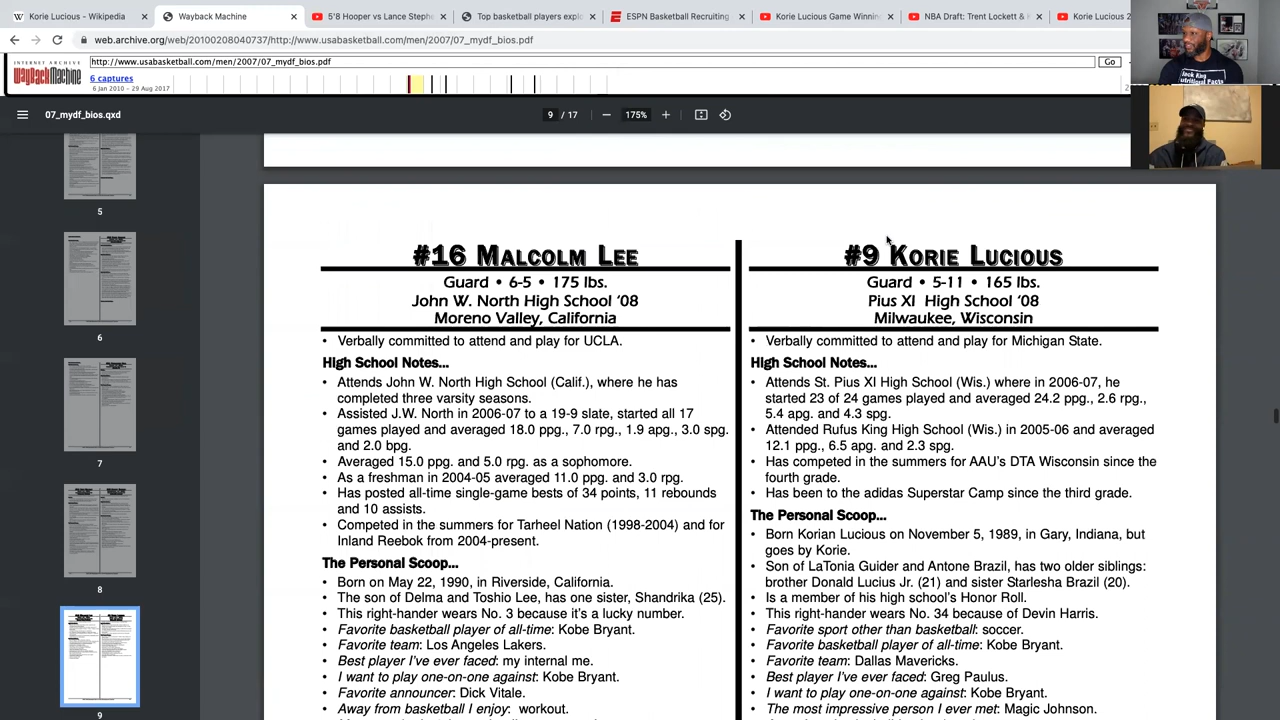 Korie Lucious - Wikipedia
Wayback Machine
5'8 Hooper vs Lance Steph
Top basketball players explo
ESPN Basketball Recruiting
Korie Lucious Game Winnin
NBA Draft: Trent Lockett &
Korie Lucious 2
web.archive.org/web/20100208040737/http://www.usabasketball.com/men/2007/07_mydf_bios.pdf
INTERNET ARCHIVE
WayBackMachine
http://www.usabasketball.com/men/2007/07_mydf_bios.pdf
Go
6 captures
6 Jan 2010 - 29 Aug 2017
07_mydf_bios.qxd
9 / 17
175%
5
6
7
8
9
#16 MALCOLM LEE
Guard • 6-5 • 175 lbs.
John W. North High School '08
Moreno Valley, California
• Verbally committed to attend and play for UCLA.
High School Notes...
• Attends John W. North High School (Calif.), where he has
completed three varsity seasons.
• Assisted J.W. North in 2006-07 to a 19-9 slate, started all 17
games played and averaged 18.0 ppg., 7.0 rpg., 1.9 apg., 3.0 spg.
and 2.0 bpg.
• Averaged 15.0 ppg. and 5.0 rpg. as a sophomore.
• As a freshman in 2004-05 averaged 11.0 ppg. and 3.0 rpg.
• Has posted all-time single-game bests of 34 points, 11 rebounds
and 10 assists.
• Competed in the summers for Tarheel Nation (1998-2004) and for
Inland Reebok from 2004-present.
The Personal Scoop...
• Born on May 22, 1990, in Riverside, California.
• The son of Delma and Toshio Lee, has one sister, Shandrika (25).
• This right-hander wears No. because it's a lucky number.
• Favorite basketball player of all-time: Kobe Bryant.
• Favorite team: Los Angeles Lakers.
• Best player I've ever faced: my internal me.
• I want to play one-on-one against: Kobe Bryant.
• Favorite announcer: Dick Vitale.
• Away from basketball I enjoy: workout.
#9 KORIE LUCIOUS
Guard • 5-11 • 165 lbs.
Pius XI High School '08
Milwaukee, Wisconsin
• Verbally committed to attend and play for Michigan State.
High School Notes...
• Attends St. Pius XI High School (Wis.) where in 2006-07, he
started 23 of 24 games played and averaged 24.2 ppg., 2.6 rpg.,
5.4 apg. and 4.3 spg.
• Attended Rufus King High School (Wis.) in 2005-06 and averaged
12.1 ppg., 6.5 apg. and 2.3 spg.
• Has competed in the summers for AAU's DTA Wisconsin since the
fourth grade.
• Has been to the adidas Superstar Camp since the third grade.
The Personal Scoop...
• Born Korian Lucious on November 5, 1989, in Gary, Indiana, but
goes by Korie.
• Son of LaTonia Guider and Antone Brazil, has two older siblings:
brother Donald Lucius Jr. (21) and sister Starlesha Brazil (20).
• Is a member of his high school's Honor Roll.
• This right-hander wears No. 34 because of Devin Harris.
• Favorite sport other than basketball: soccer.
• Favorite basketball player of all-time: Kobe Bryant.
• Favorite team: Dallas Mavericks.
• Best player I've ever faced: Greg Paulus.
• I want to play one-on-one against: Kobe Bryant.
• The most impressive person I ever met: Magic Johnson.